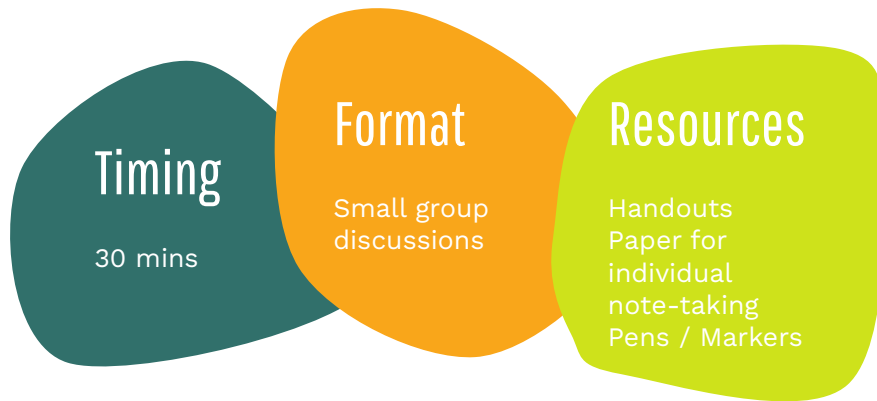 Timing
30 mins
Format
Small group
discussions
Resources
Handouts
Paper for
individual
note-taking
Pens / Markers